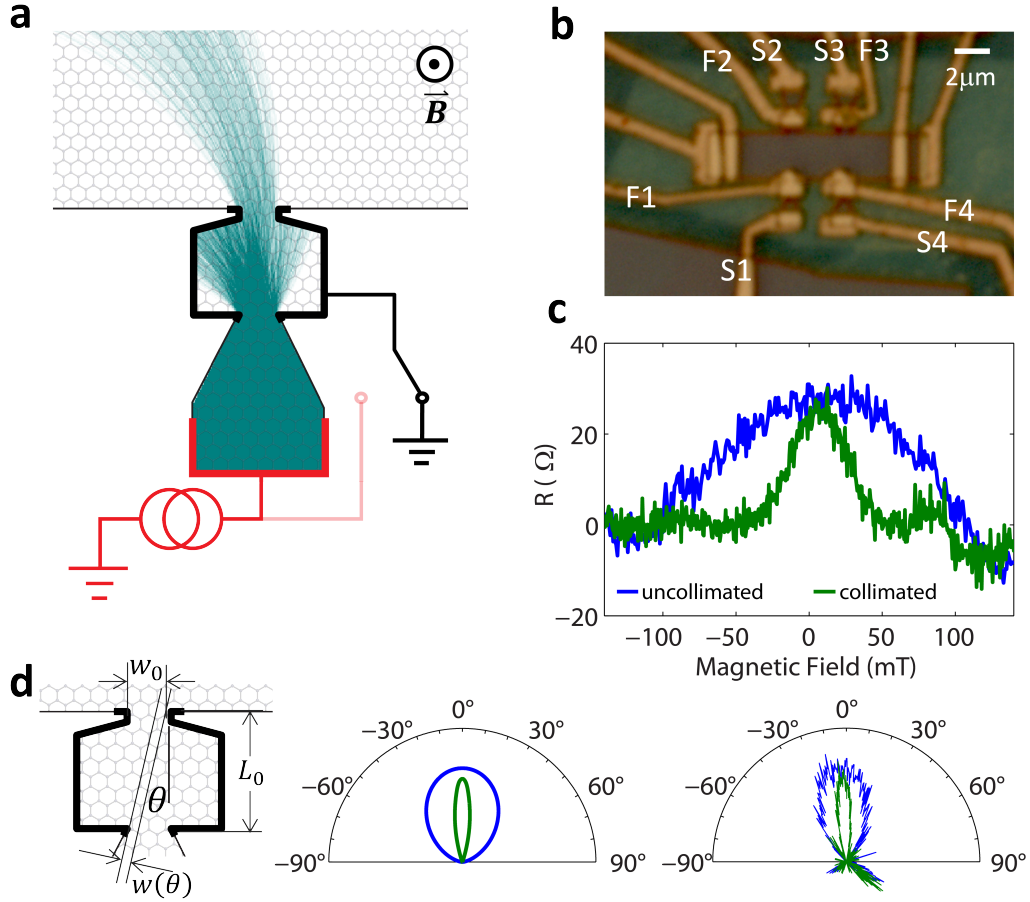 a
B
b
F2
S2
S3
F3
2μm
F1
F4
S1
S4
c
40
20
0
−20
R (Ω)
uncollimated
collimated
−100
−50
0
50
100
Magnetic Field (mT)
d
w₀
L₀
θ
w(θ)
0°
−30°
30°
−60°
60°
−90°
90°
0°
−30°
30°
−60°
60°
−90°
90°